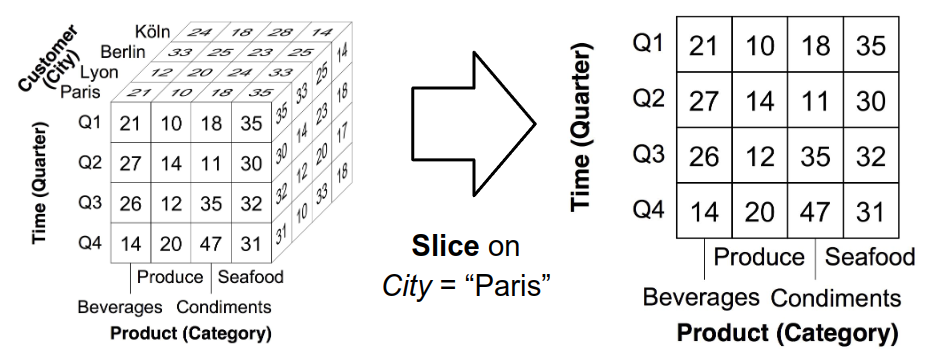 Customer
(City)
Köln 24 18 28 14
Berlin 33 25 23 25
Lyon 12 20 24 33
Paris 21 10 18 35
Time (Quarter)
Q1 21 10 18 35 35 33 25 14
Q2 27 14 11 30 30 14 23 18
Q3 26 12 35 32 32 12 20 17
Q4 14 20 47 31 31 10 33 18
Produce Seafood
Beverages Condiments
Product (Category)
Slice on
City = “Paris”
Time (Quarter)
Q1 21 10 18 35
Q2 27 14 11 30
Q3 26 12 35 32
Q4 14 20 47 31
Produce Seafood
Beverages Condiments
Product (Category)